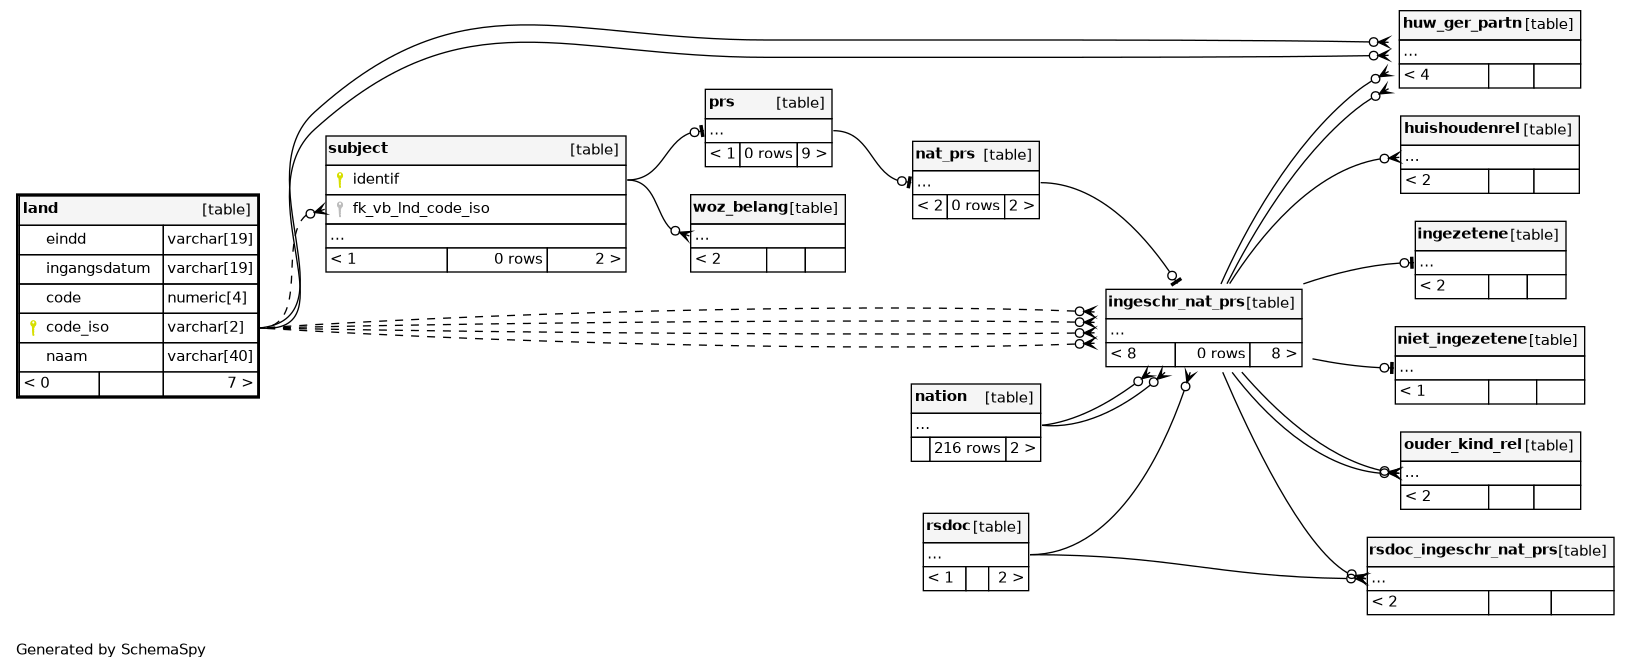 land [table]
eindd varchar[19]
ingangsdatum varchar[19]
code numeric[4]
code_iso varchar[2]
naam varchar[40]
< 0 7 >
subject [table]
identif
fk_vb_lnd_code_iso
...
< 1 0 rows 2 >
prs [table]
...
< 1 0 rows 9 >
woz_belang [table]
...
< 2
nat_prs [table]
...
< 2 0 rows 2 >
nation [table]
...
216 rows 2 >
rsdoc [table]
...
< 1 2 >
ingeschr_nat_prs [table]
...
< 8 0 rows 8 >
huw_ger_partn [table]
...
< 4
huishoudenrel [table]
...
< 2
ingezetene [table]
...
< 2
niet_ingezetene [table]
...
< 1
ouder_kind_rel [table]
...
< 2
rsdoc_ingeschr_nat_prs [table]
...
< 2
Generated by SchemaSpy